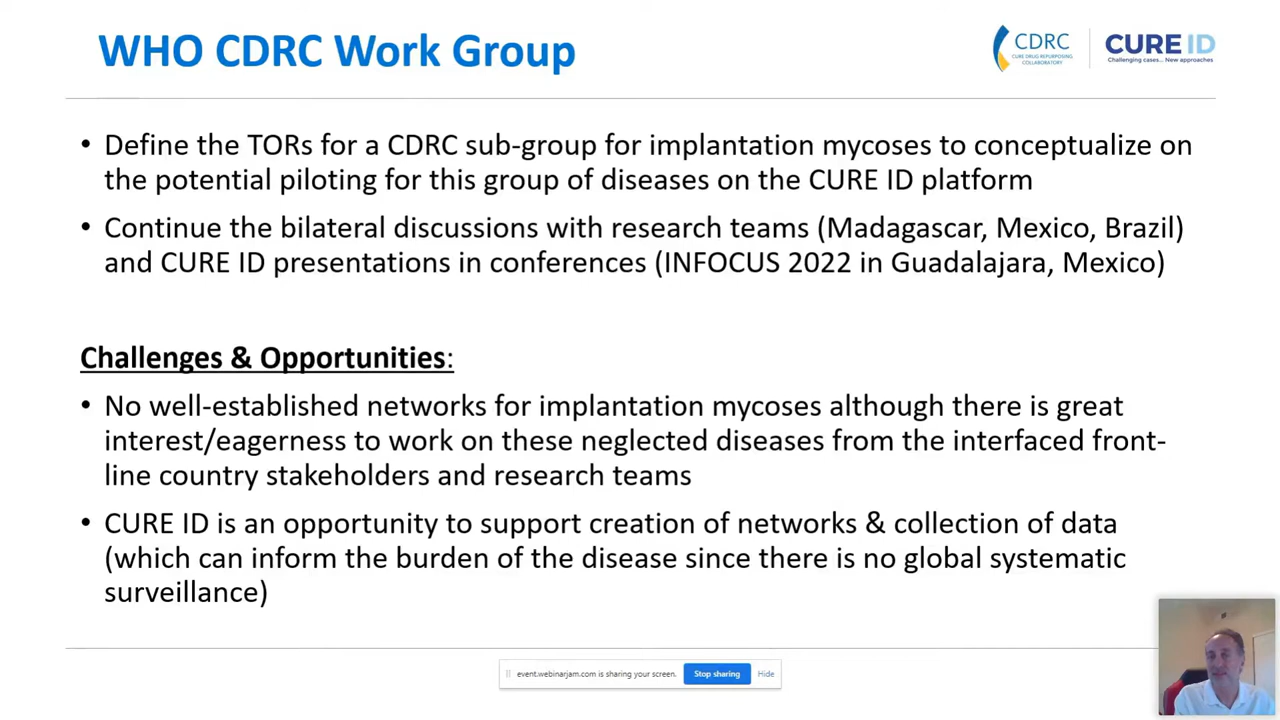 WHO CDRC Work Group
CDRC
CURE DRUG REPURPOSING
COLLABORATORY
CURE ID
Challenging cases... New approaches
• Define the TORs for a CDRC sub-group for implantation mycoses to conceptualize on
the potential piloting for this group of diseases on the CURE ID platform
• Continue the bilateral discussions with research teams (Madagascar, Mexico, Brazil)
and CURE ID presentations in conferences (INFOCUS 2022 in Guadalajara, Mexico)
Challenges & Opportunities:
• No well-established networks for implantation mycoses although there is great
interest/eagerness to work on these neglected diseases from the interfaced front-
line country stakeholders and research teams
• CURE ID is an opportunity to support creation of networks & collection of data
(which can inform the burden of the disease since there is no global systematic
surveillance)
event.webinarjam.com is sharing your screen. Stop sharing Hide